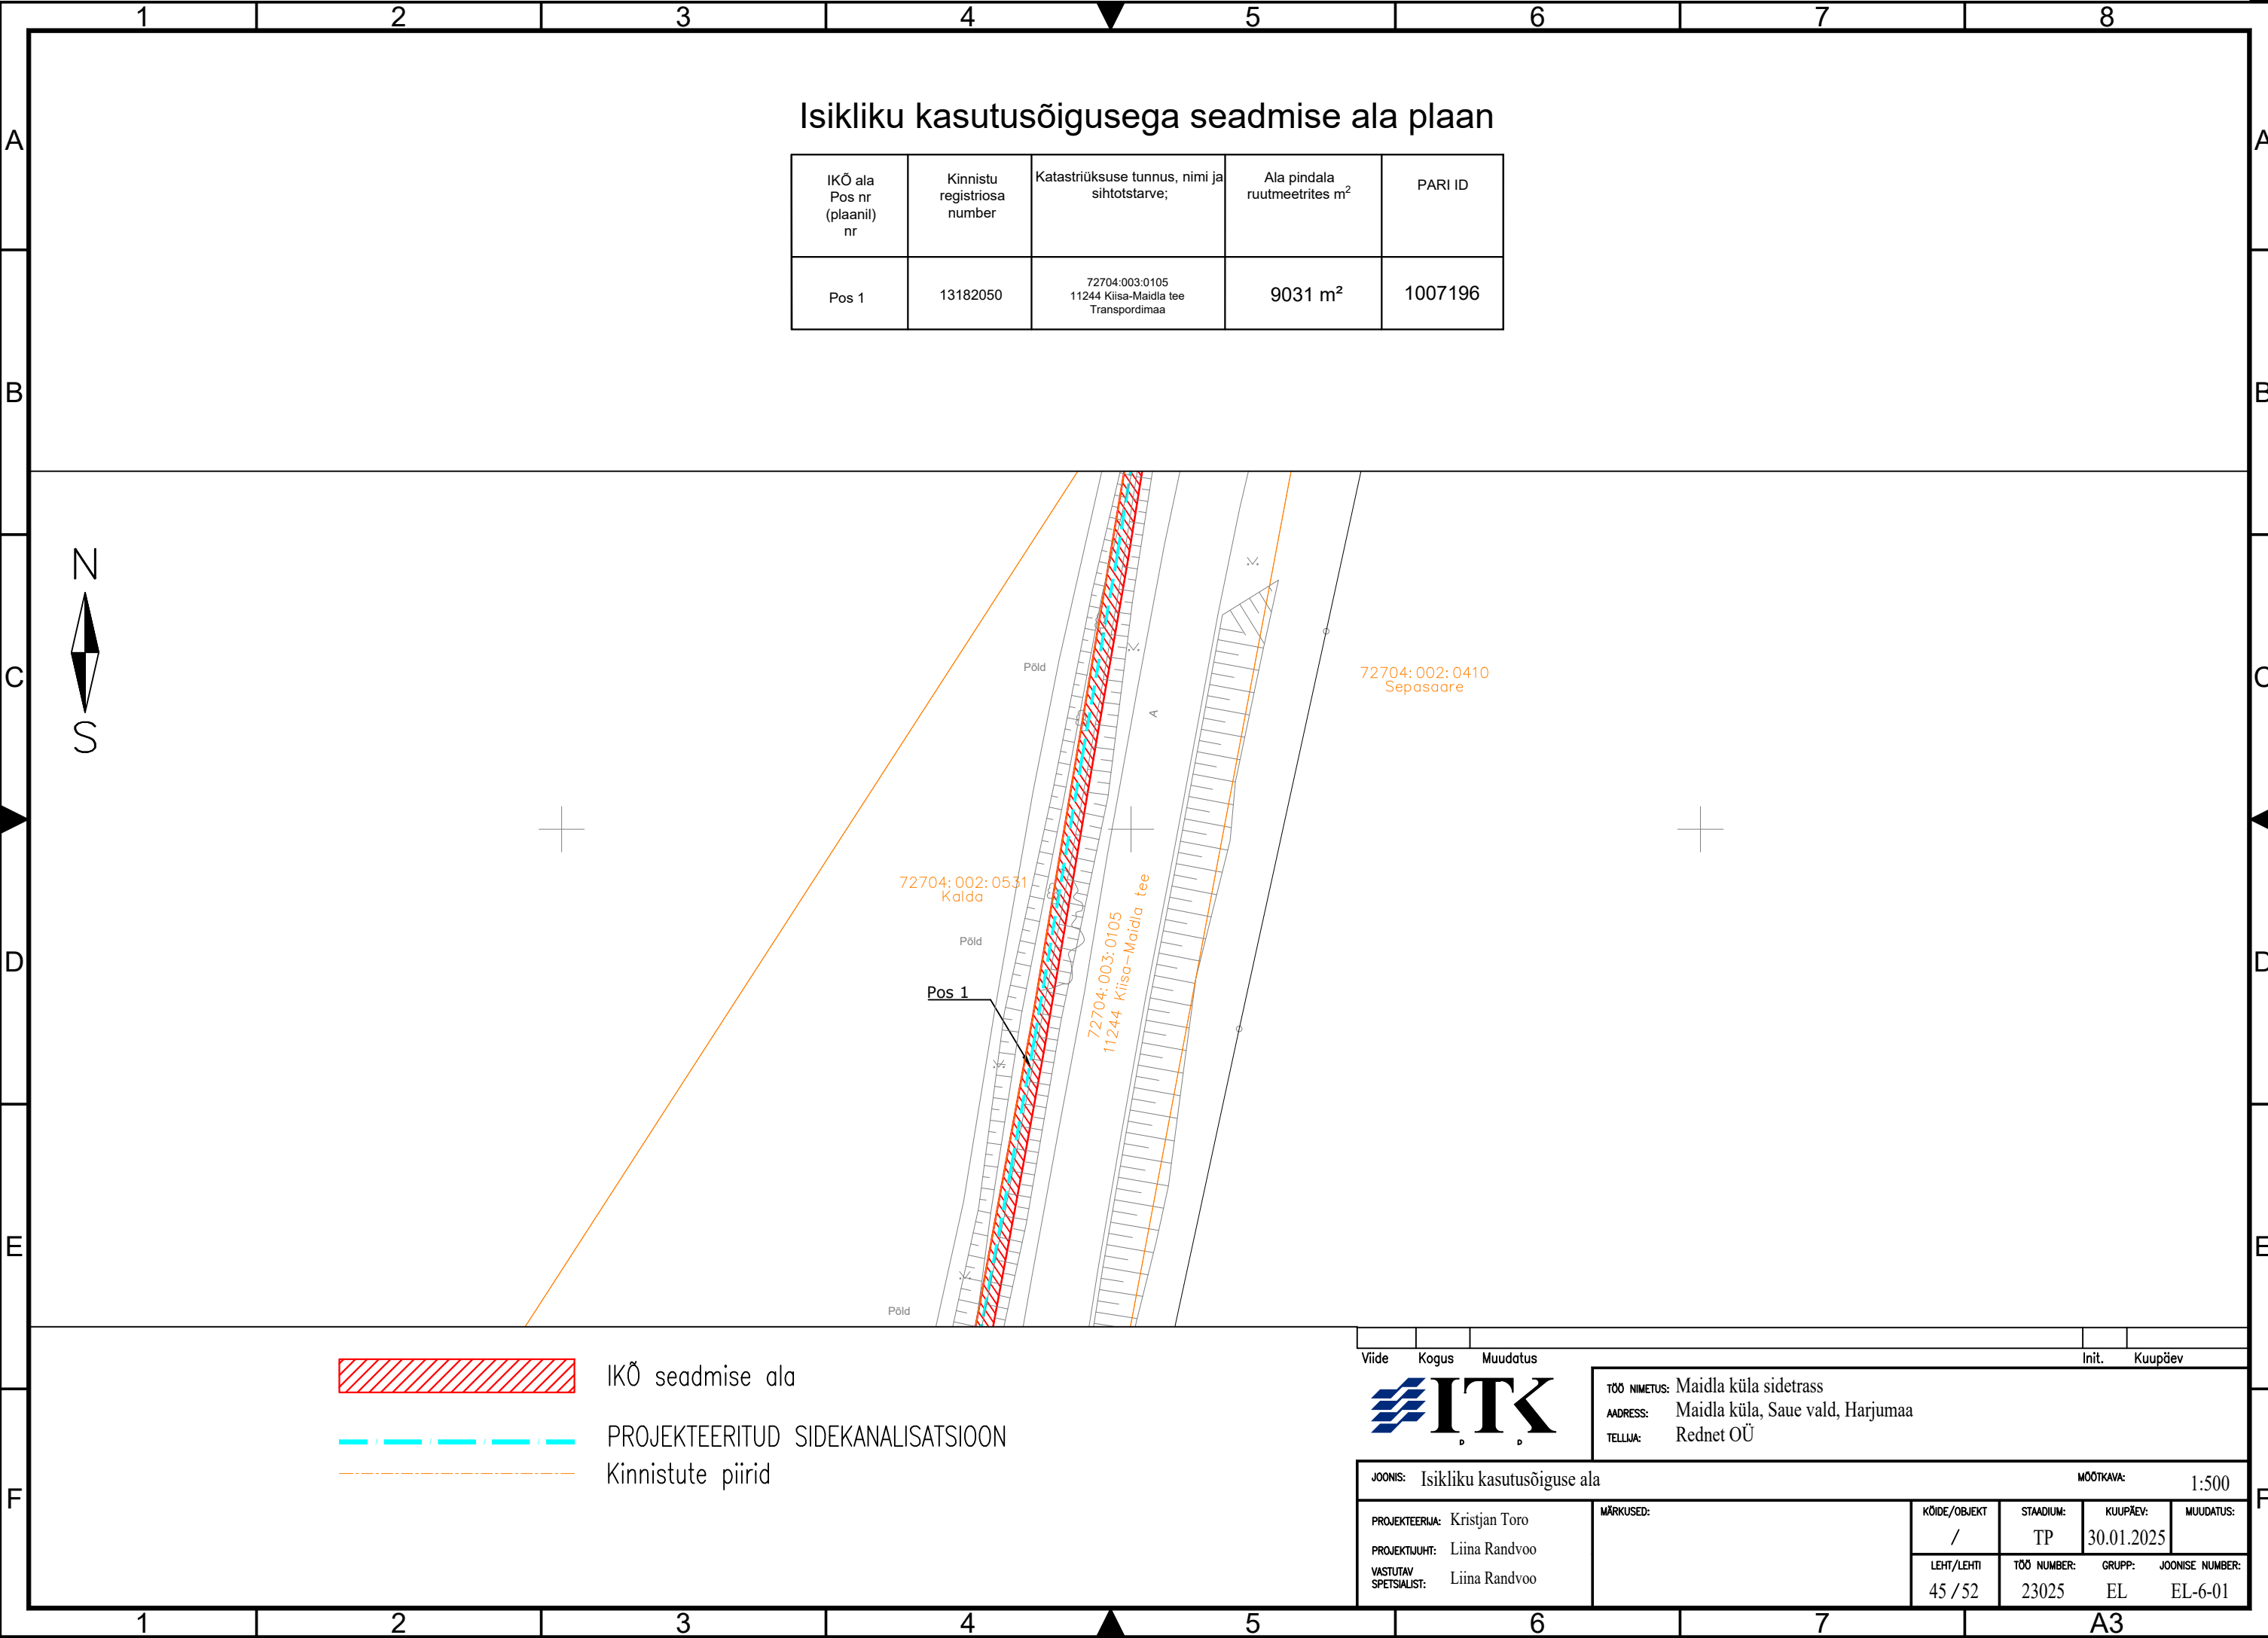 1 2 3 4 5 6 7 8
A A
B B
C C
D D
E E
F F
Isikliku kasutusõigusega seadmise ala plaan
IKÕ ala
Pos nr
(plaanil)
nr
Kinnistu
registriosa
number
Katastriüksuse tunnus, nimi ja
sihtotstarve;
Ala pindala
ruutmeetrites m²
PARI ID
Pos 1
13182050
72704:003:0105
11244 Kiisa-Maidla tee
Transpordimaa
9031 m²
1007196
N
S
Põld
A
72704:002:0410
Sepasaare
72704:002:0531
Kalda
Põld
72704:003:0105
11244 Kiisa-Maidla tee
Pos 1
Põld
IKÕ seadmise ala
PROJEKTEERITUD SIDEKANALISATSIOON
Kinnistute piirid
Viide Kogus Muudatus Init. Kuupäev
ITK
D D
TÖÖ NIMETUS: Maidla küla sidetrass
AADRESS: Maidla küla, Saue vald, Harjumaa
TELLIJA: Rednet OÜ
JOONIS: Isikliku kasutusõiguse ala
MÕÕTKAVA: 1:500
PROJEKTEERIJA: Kristjan Toro
PROJEKTIJUHT: Liina Randvoo
VASTUTAV
SPETSIALIST: Liina Randvoo
MÄRKUSED:
KÖIDE/OBJEKT
/
STAADIUM:
TP
KUUPÄEV:
30.01.2025
MUUDATUS:
LEHT/LEHTI
45 / 52
TÖÖ NUMBER:
23025
GRUPP:
EL
JOONISE NUMBER:
EL-6-01
1 2 3 4 5 6 7 A3